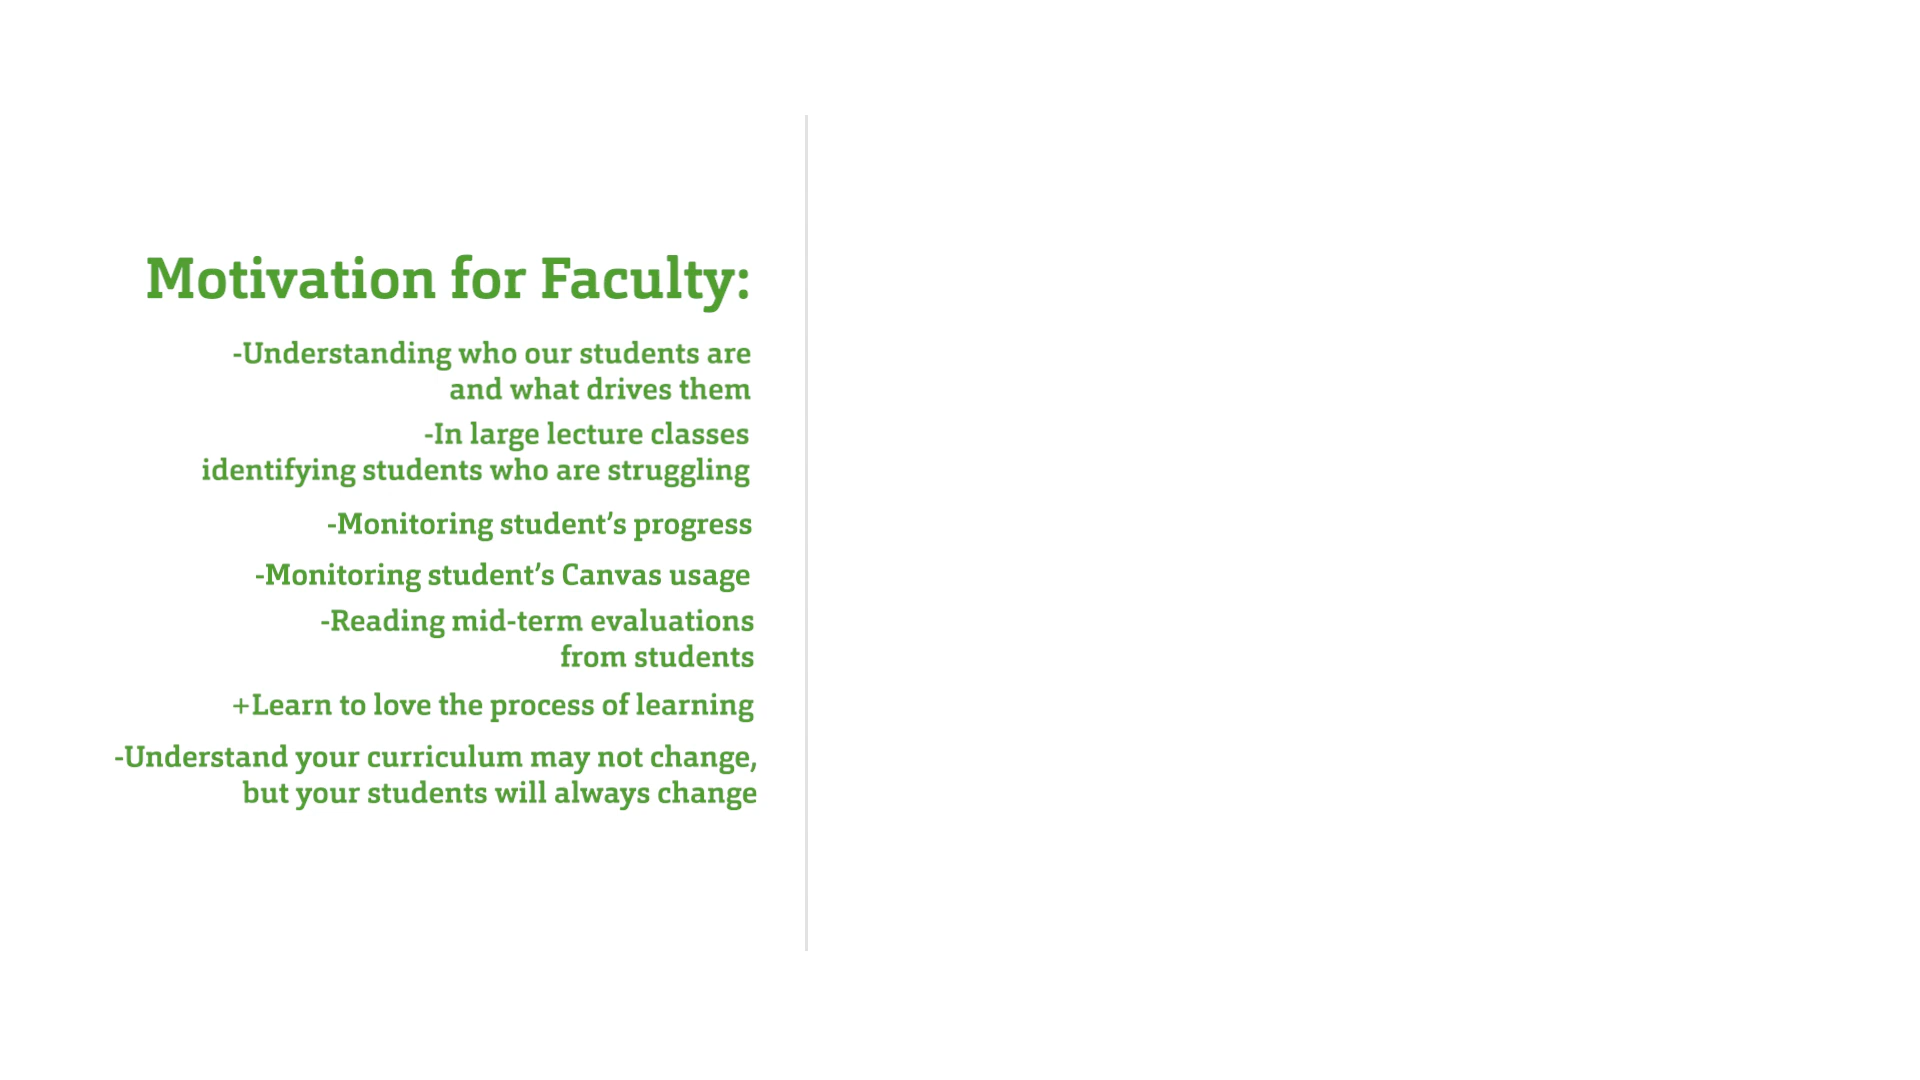 Motivation for Faculty:
-Understanding who our students are
and what drives them
-In large lecture classes
identifying students who are struggling
-Monitoring student’s progress
-Monitoring student’s Canvas usage
-Reading mid-term evaluations
from students
+Learn to love the process of learning
-Understand your curriculum may not change,
but your students will always change